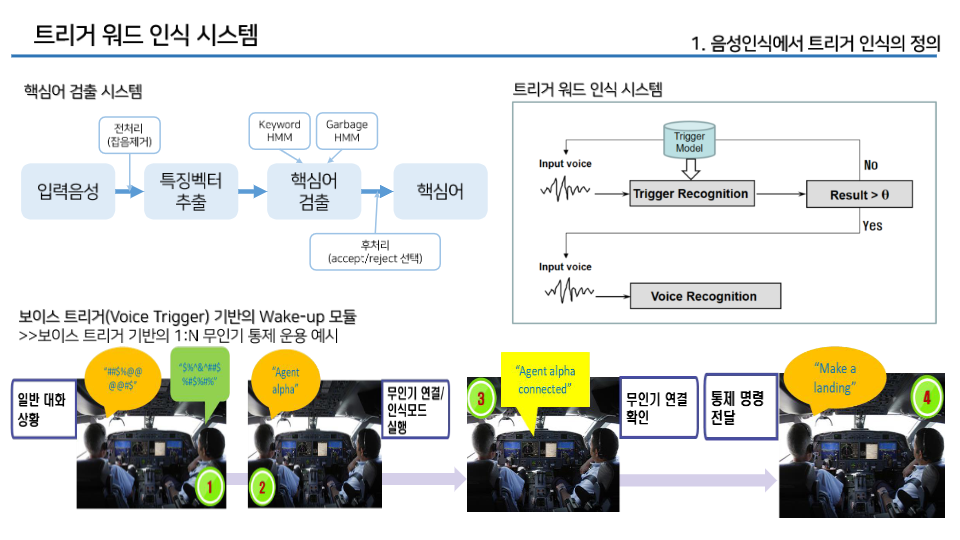 트리거 워드 인식 시스템
1. 음성인식에서 트리거 인식의 정의
핵심어 검출 시스템
전처리
(잡음제거)
Keyword
HMM
Garbage
HMM
입력음성
특징벡터
추출
핵심어
검출
핵심어
후처리
(accept/reject 선택)
트리거 워드 인식 시스템
Trigger
Model
Input voice
No
Trigger Recognition
Result > θ
Yes
Input voice
Voice Recognition
보이스 트리거(Voice Trigger) 기반의 Wake-up 모듈
>>보이스 트리거 기반의 1:N 무인기 통제 운용 예시
일반 대화
상황
"##$%@@
@@#$"
"$%^&^##$
%#$%#%"
1
"Agent
alpha"
2
무인기 연결/
인식모드
실행
3
"Agent alpha
connected"
무인기 연결
확인
통제 명령
전달
"Make a
landing"
4